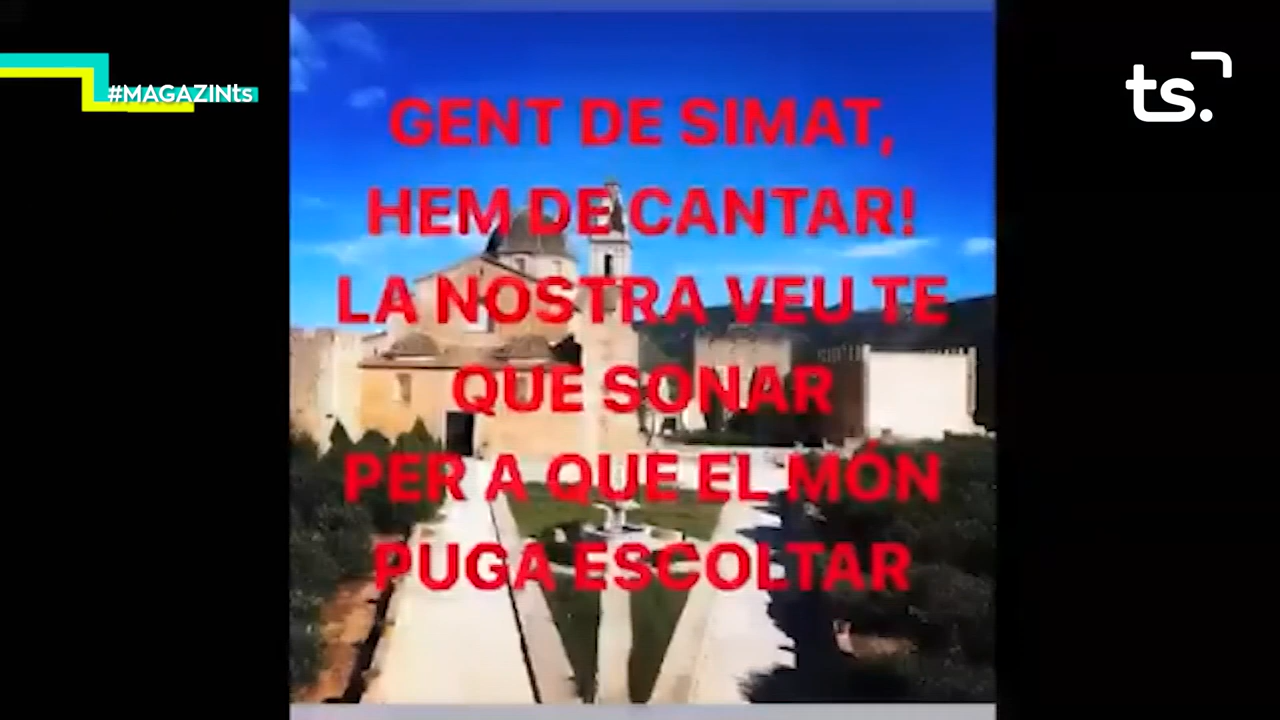 #MAGAZINts
ts.
GENT DE SIMAT,
HEM DE CANTAR!
LA NOSTRA VEU TE
QUE SONAR
PER A QUE EL MÓN
PUGA ESCOLTAR